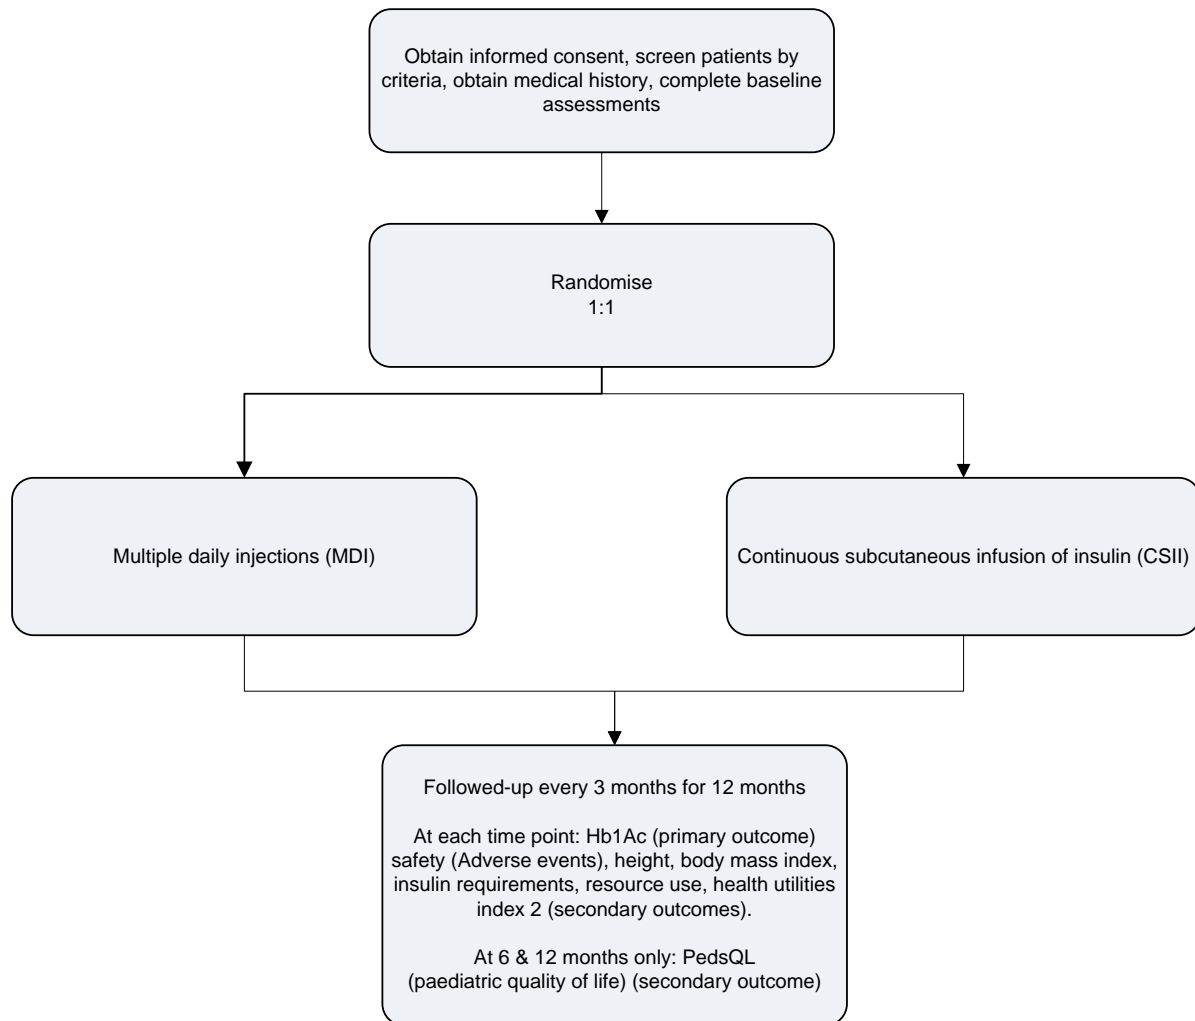 Obtain informed consent, screen patients by
criteria, obtain medical history, complete baseline
assessments
Randomise
1:1
Multiple daily injections (MDI)
Continuous subcutaneous infusion of insulin (CSII)
Followed-up every 3 months for 12 months
At each time point: Hb1Ac (primary outcome)
safety (Adverse events), height, body mass index,
insulin requirements, resource use, health utilities
index 2 (secondary outcomes).
At 6 & 12 months only: PedsQL
(paediatric quality of life) (secondary outcome)